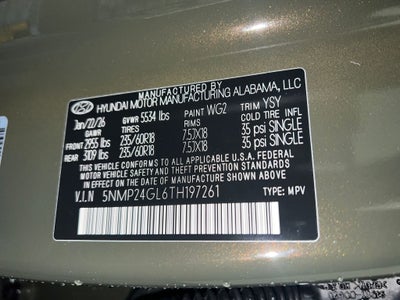 MANUFACTURED BY
HYUNDAI MOTOR MANUFACTURING ALABAMA, LLC
Jan/22/26 GVWR 5534 lbs PAINT WG2 TRIM YSY
GAWR TIRES RIMS COLD TIRE INFL
FRONT 2955 lbs 235/60R18 7.5JX18 35 psi SINGLE
REAR 3109 lbs 235/60R18 7.5JX18 35 psi SINGLE
THIS VEHICLE CONFORMS TO ALL APPLICABLE U.S.A. FEDERAL
MOTOR VEHICLE SAFETY AND THEFT PREVENTION STANDARDS
IN EFFECT ON THE DATE OF MANUFACTURE SHOWN ABOVE.
V.I.N 5NMP24GL6TH197261 TYPE: MPV